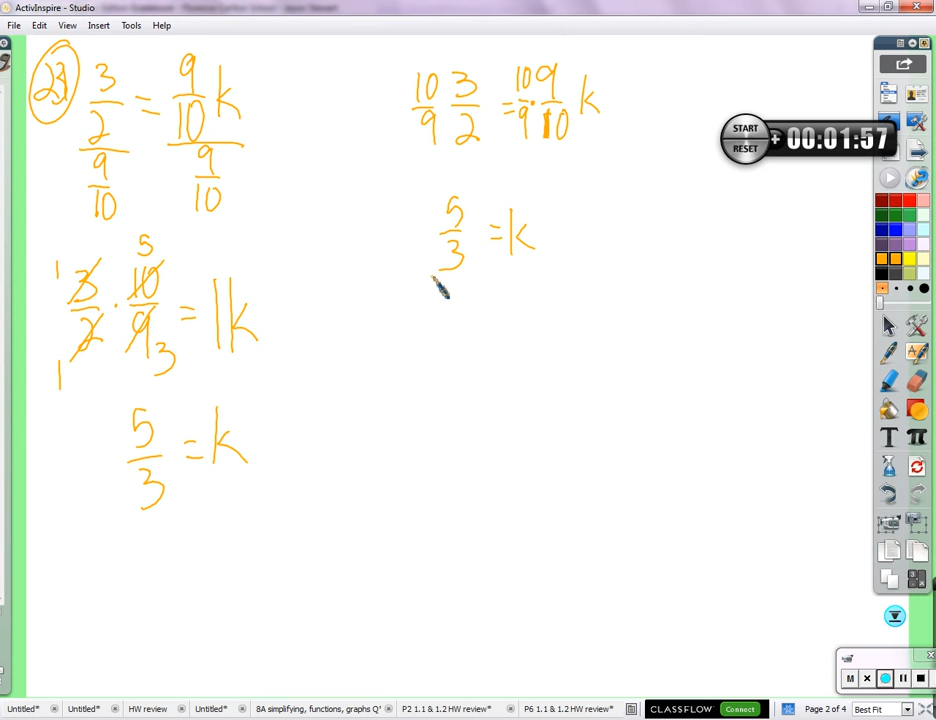 ActivInspire - Studio
File Edit View Insert Tools Help
23
3/2 = 9/10 k
9/10 9/10
10/9 3/2 = 10/9 · 9/10 k
START
RESET
+ 00:01:57
5/3 = k
1 5
3/2 · 10/9 = 1k
1 3
5/3 = k
M
Untitled* Untitled* HW review Untitled* 8A simplifying, functions, graphs Q' P2 1.1 & 1.2 HW review* P6 1.1 & 1.2 HW review* CLASSFLOW Connect Page 2 of 4 Best Fit